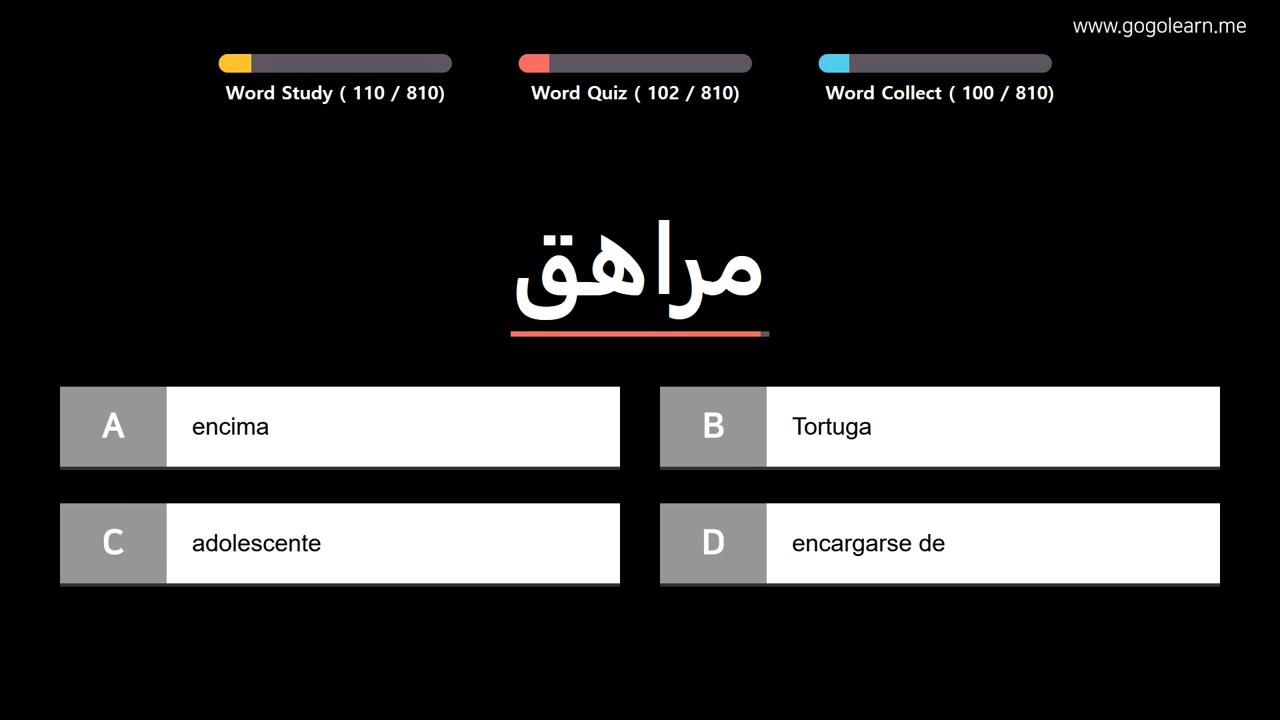 www.gogolearn.me
Word Study ( 110 / 810)
Word Quiz ( 102 / 810)
Word Collect ( 100 / 810)
مراهق
A encima
B Tortuga
C adolescente
D encargarse de